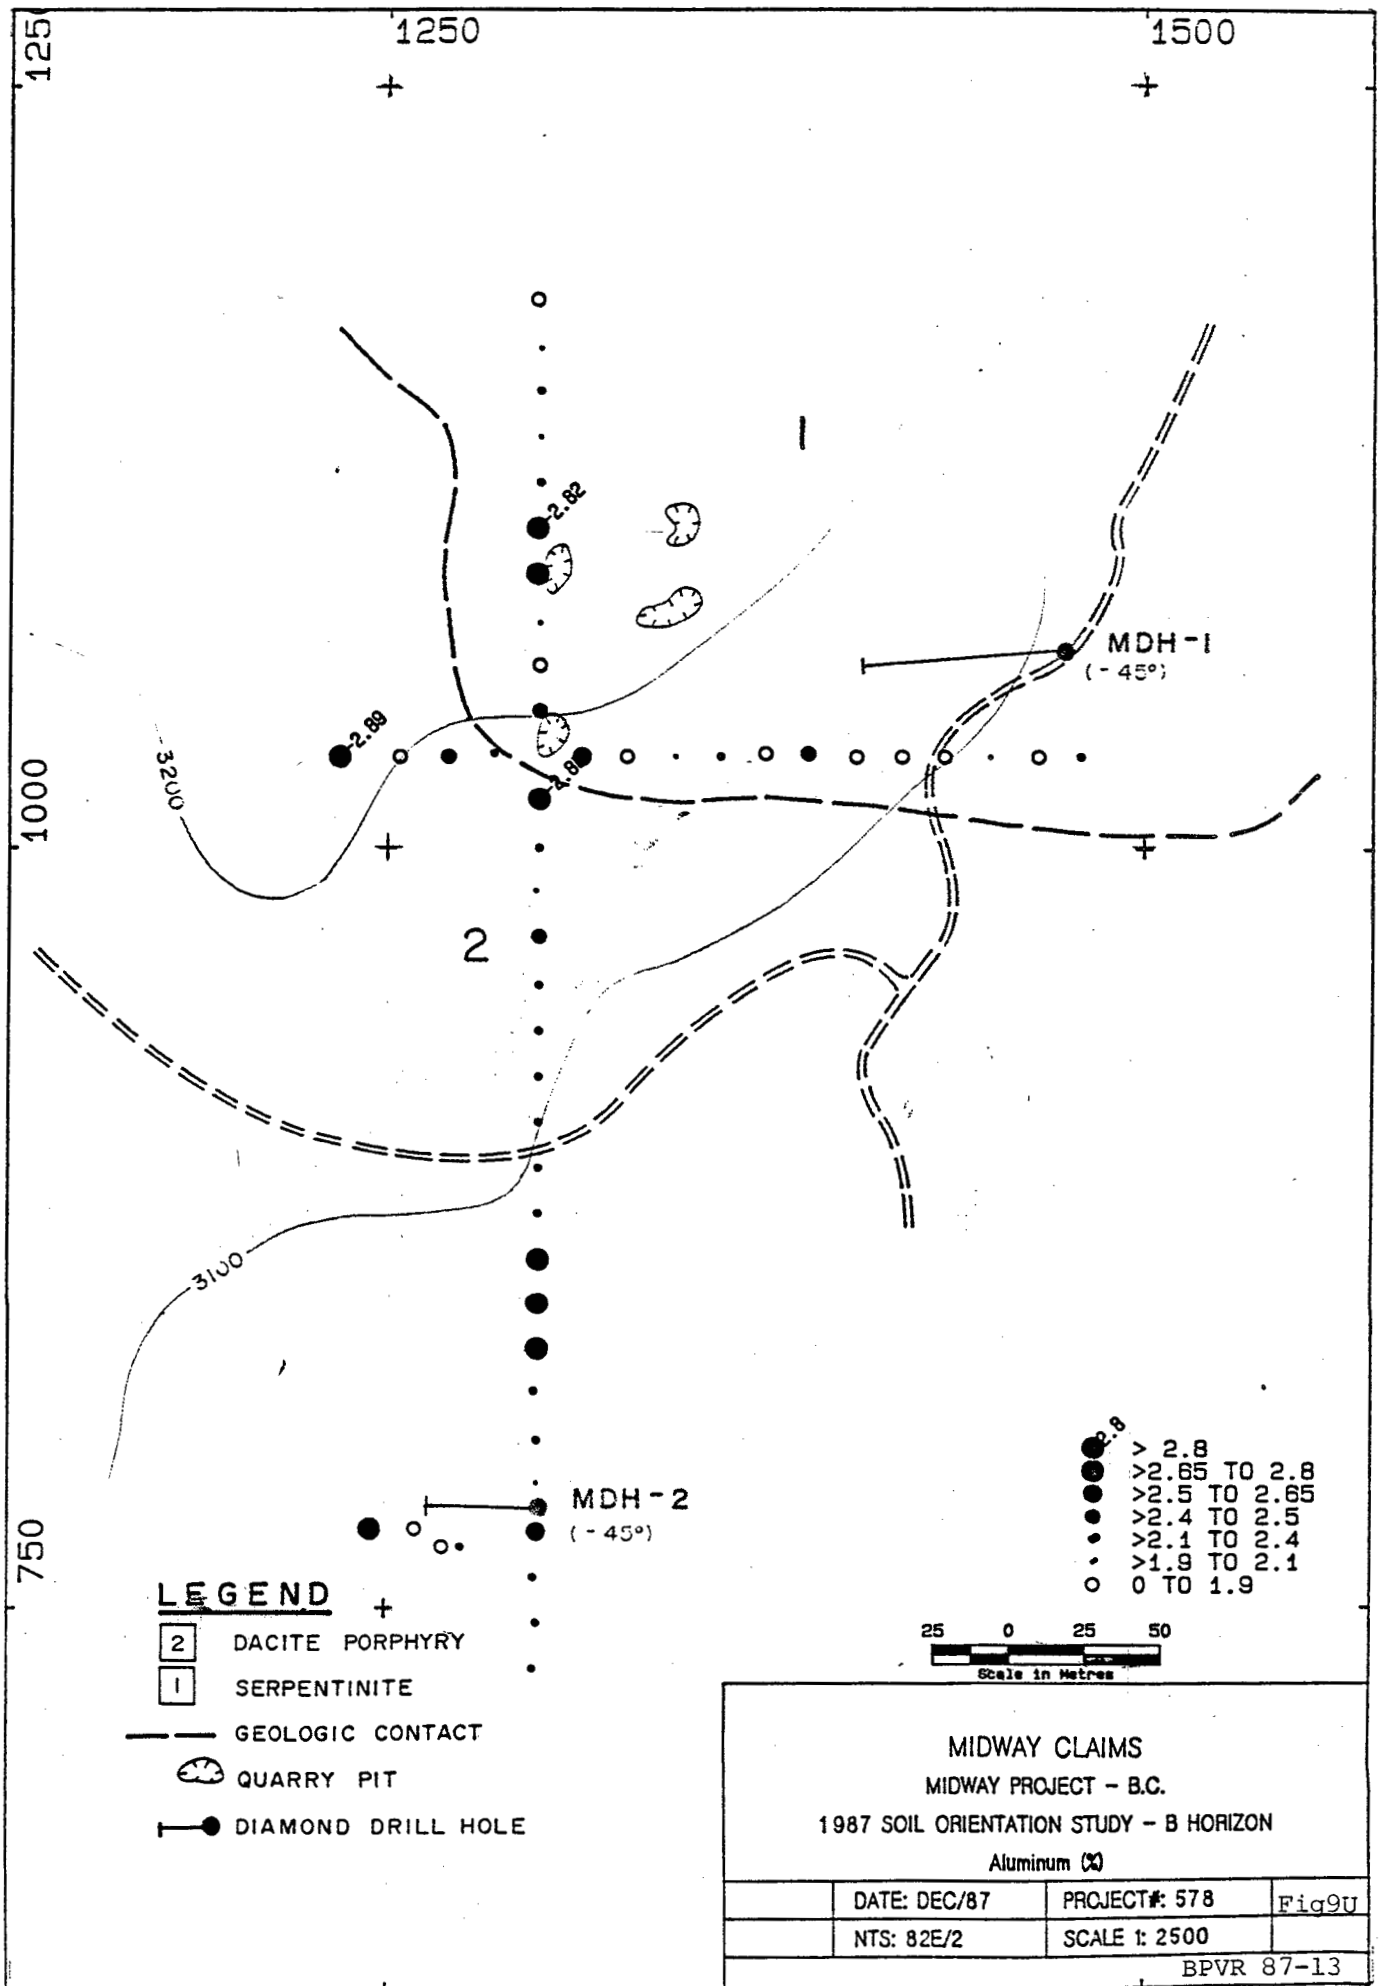 1250
1500
125
-2.82
MDH-1
(-45°)
-2.89
3200
-2.8
1000
1
2
3100
2.8
> 2.8
>2.65 TO 2.8
>2.5 TO 2.65
>2.4 TO 2.5
>2.1 TO 2.4
>1.9 TO 2.1
0 TO 1.9
MDH-2
(-45°)
750
LEGEND
2 DACITE PORPHYRY
1 SERPENTINITE
GEOLOGIC CONTACT
QUARRY PIT
DIAMOND DRILL HOLE
25 0 25 50
Scale in Metres
MIDWAY CLAIMS
MIDWAY PROJECT - B.C.
1987 SOIL ORIENTATION STUDY - B HORIZON
Aluminum (%)
DATE: DEC/87 PROJECT#: 578 Fig9U
NTS: 82E/2 SCALE 1: 2500
BPVR 87-13